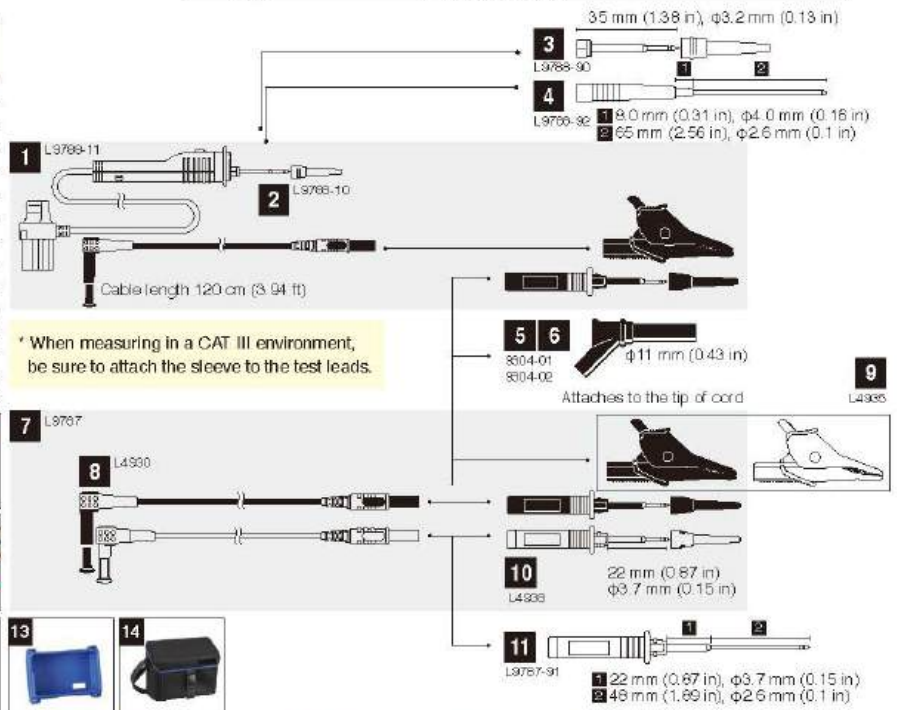 35 mm (1.38 in), φ3.2 mm (0.13 in)
3
L9788-90
1 2
4
L9788-92
1 8.0 mm (0.31 in), φ4.0 mm (0.16 in)
2 65 mm (2.56 in), φ2.6 mm (0.1 in)
1 L9788-11
2 L9788-10
Cable length 120 cm (3.94 ft)
* When measuring in a CAT III environment,
be sure to attach the sleeve to the test leads.
5 6
9804-01
9804-02
φ11 mm (0.43 in)
Attaches to the tip of cord
9
L4935
7 L9787
8 L4930
10
L4938
22 mm (0.87 in)
φ3.7 mm (0.15 in)
1 2
11
L9787-91
1 22 mm (0.87 in), φ3.7 mm (0.15 in)
2 48 mm (1.89 in), φ2.6 mm (0.1 in)
13
14